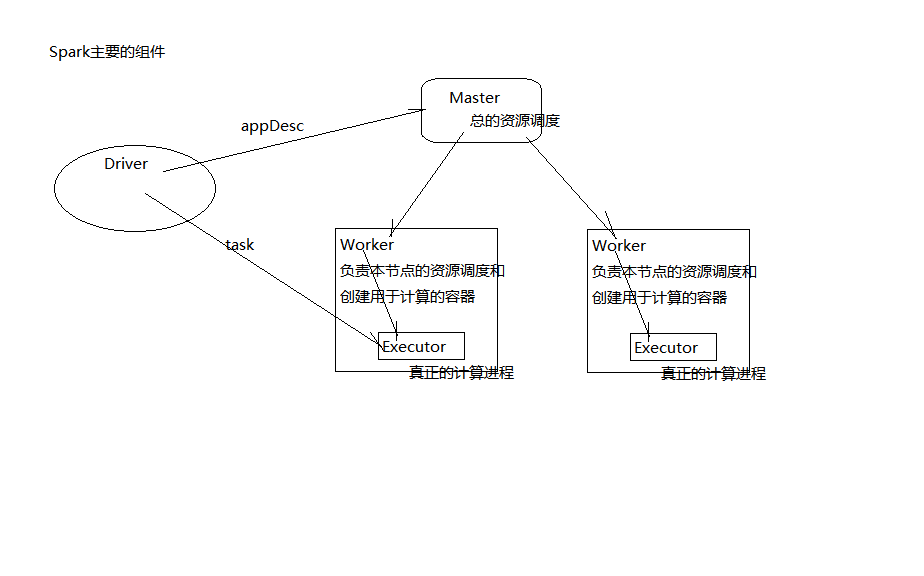 Spark主要的组件
Master
总的资源调度
appDesc
Driver
task
Worker
负责本节点的资源调度和
创建用于计算的容器
Executor
真正的计算进程
Worker
负责本节点的资源调度和
创建用于计算的容器
Executor
真正的计算进程